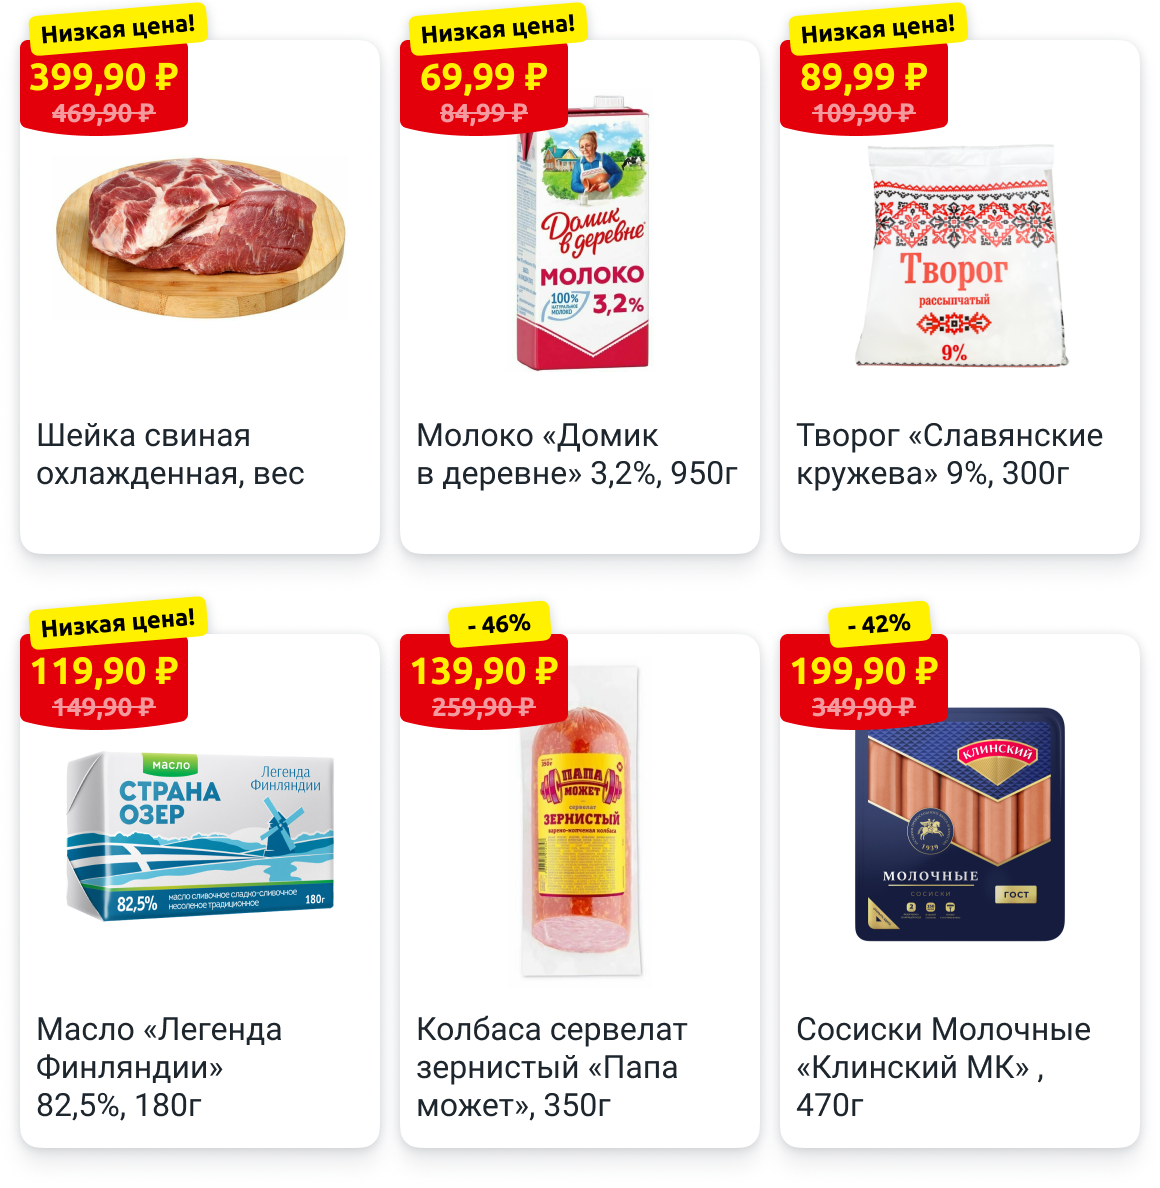 Низкая цена!
399,90 ₽
469,90 ₽
Шейка свиная
охлажденная, вес
Низкая цена!
69,99 ₽
84,99 ₽
Домик
в деревне
МОЛОКО
100%
НАТУРАЛЬНОЕ
МОЛОКО
3,2%
Молоко «Домик
в деревне» 3,2%, 950г
Низкая цена!
89,99 ₽
109,90 ₽
Творог
рассыпчатый
9%
Творог «Славянские
кружева» 9%, 300г
Низкая цена!
119,90 ₽
149,90 ₽
масло
СТРАНА
ОЗЕР
Легенда
Финляндии
82,5%
масло сливочное сладко-сливочное
несоленое традиционное
180г
Масло «Легенда
Финляндии»
82,5%, 180г
- 46%
139,90 ₽
259,90 ₽
350г
ПАПА
МОЖЕТ
сервелат
ЗЕРНИСТЫЙ
варено-копченая колбаса
Колбаса сервелат
зернистый «Папа
может», 350г
- 42%
199,90 ₽
349,90 ₽
КЛИНСКИЙ
1939
МОЛОЧНЫЕ
СОСИСКИ
ГОСТ
Сосиски Молочные
«Клинский МК» ,
470г